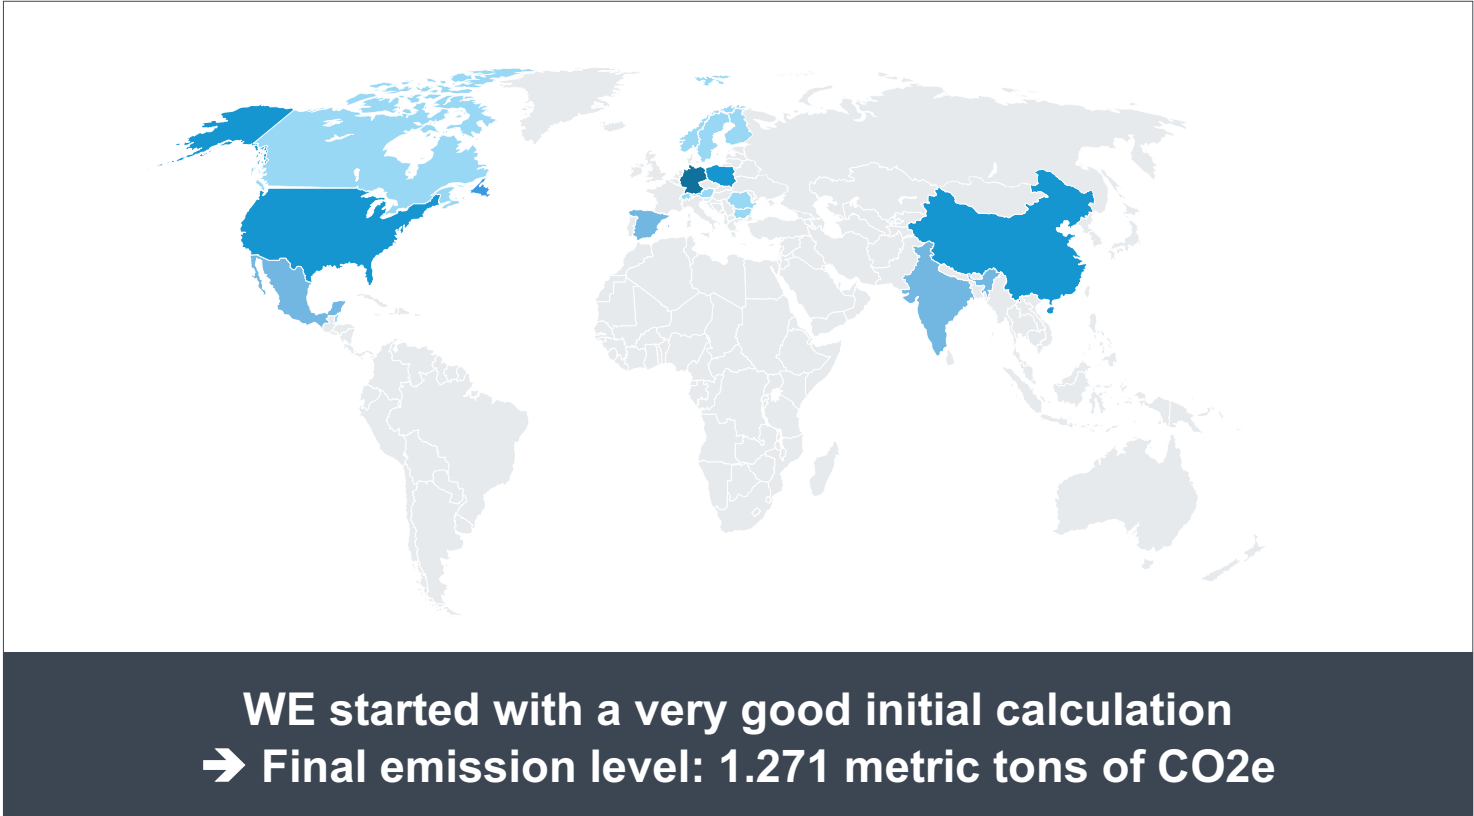 WE started with a very good initial calculation
➔ Final emission level: 1.271 metric tons of CO2e